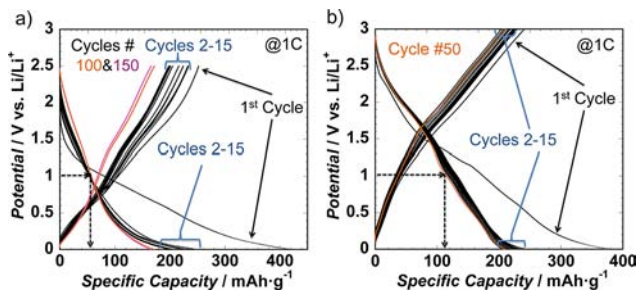 a)
Cycles #
100&150
Cycles 2-15
@1C
1st Cycle
Cycles 2-15
Potential / V vs. Li/Li+
3
2.5
2
1.5
1
0.5
0
0 100 200 300 400
Specific Capacity / mAh·g-1
b)
Cycle #50
@1C
1st Cycle
Cycles 2-15
Potential / V vs. Li/Li+
3
2.5
2
1.5
1
0.5
0
0 100 200 300 400
Specific Capacity / mAh·g-1